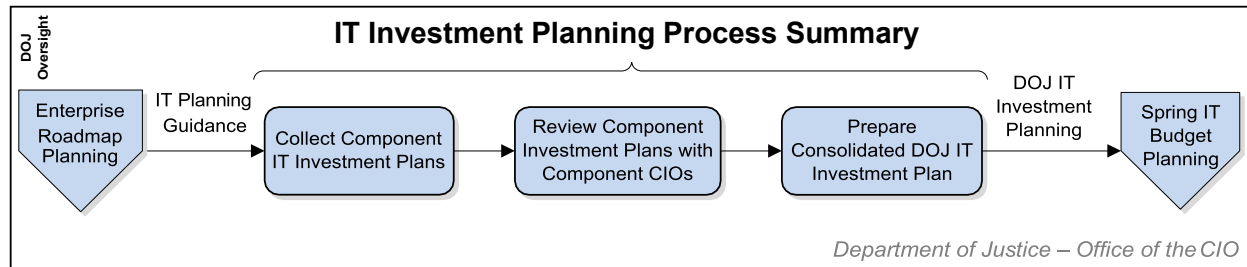 DOJ
Oversight
IT Investment Planning Process Summary
Enterprise
Roadmap
Planning
IT Planning
Guidance
Collect Component
IT Investment Plans
Review Component
Investment Plans with
Component CIOs
Prepare
Consolidated DOJ IT
Investment Plan
DOJ IT
Investment
Planning
Spring IT
Budget
Planning
Department of Justice – Office of the CIO